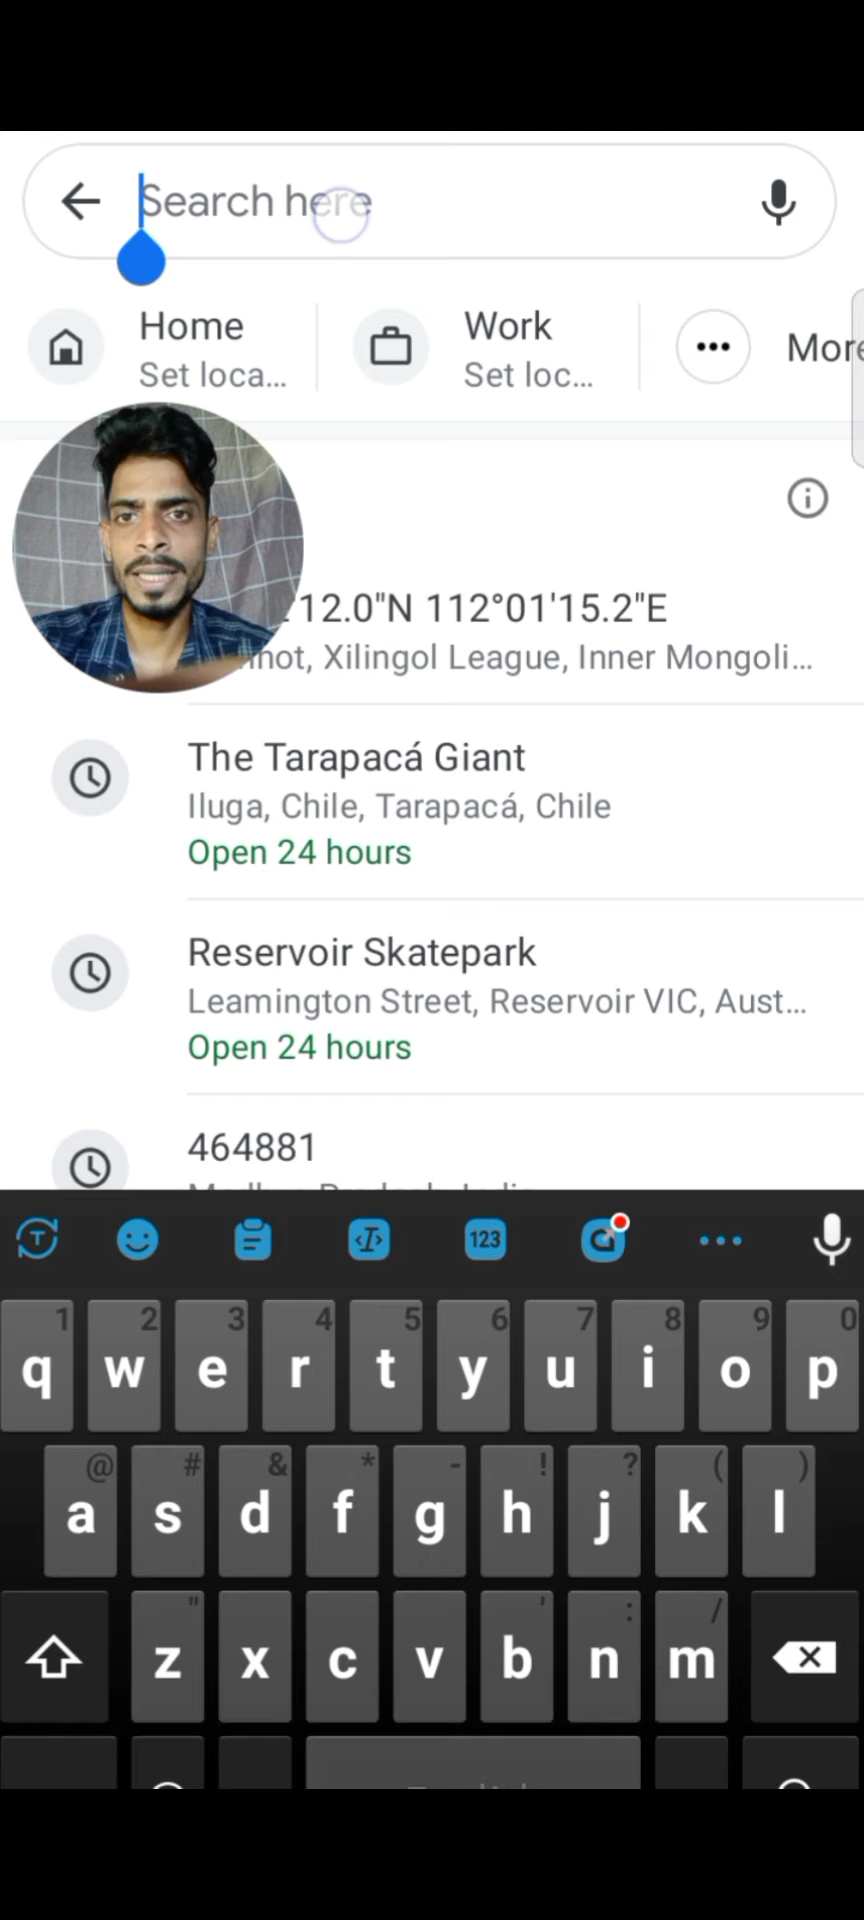 Search here
Home
Set loca...
Work
Set loc...
More
12.0"N 112°01'15.2"E
Xilingol League, Inner Mongoli...
The Tarapacá Giant
Iluga, Chile, Tarapacá, Chile
Open 24 hours
Reservoir Skatepark
Leamington Street, Reservoir VIC, Aust...
Open 24 hours
464881
T
123
1 2 3 4 5 6 7 8 9 0
q w e r t y u i o p
@ # & * - ! ? ( )
a s d f g h j k l
" ' : /
z x c v b n m